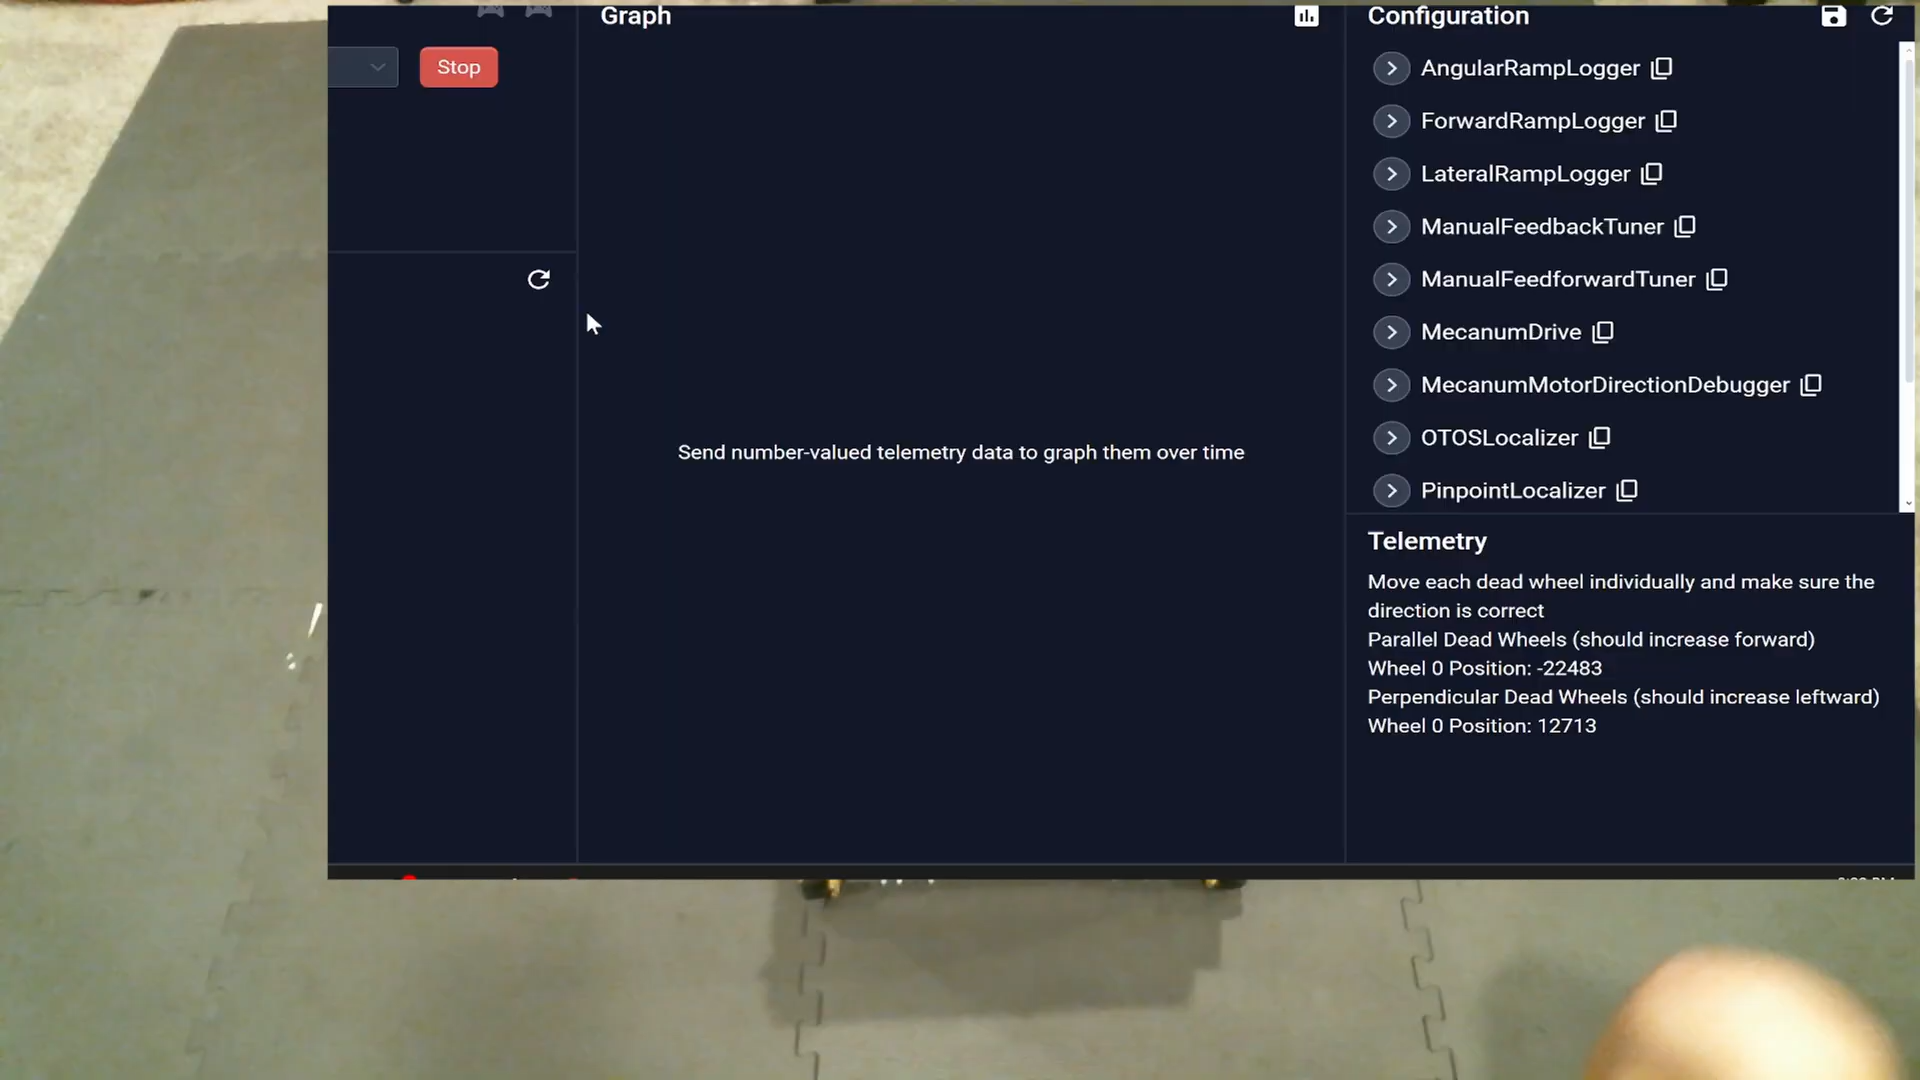 Graph
Configuration
Stop
AngularRampLogger
ForwardRampLogger
LateralRampLogger
ManualFeedbackTuner
ManualFeedforwardTuner
MecanumDrive
MecanumMotorDirectionDebugger
OTOSLocalizer
PinpointLocalizer
Send number-valued telemetry data to graph them over time
Telemetry
Move each dead wheel individually and make sure the
direction is correct
Parallel Dead Wheels (should increase forward)
Wheel 0 Position: -22483
Perpendicular Dead Wheels (should increase leftward)
Wheel 0 Position: 12713